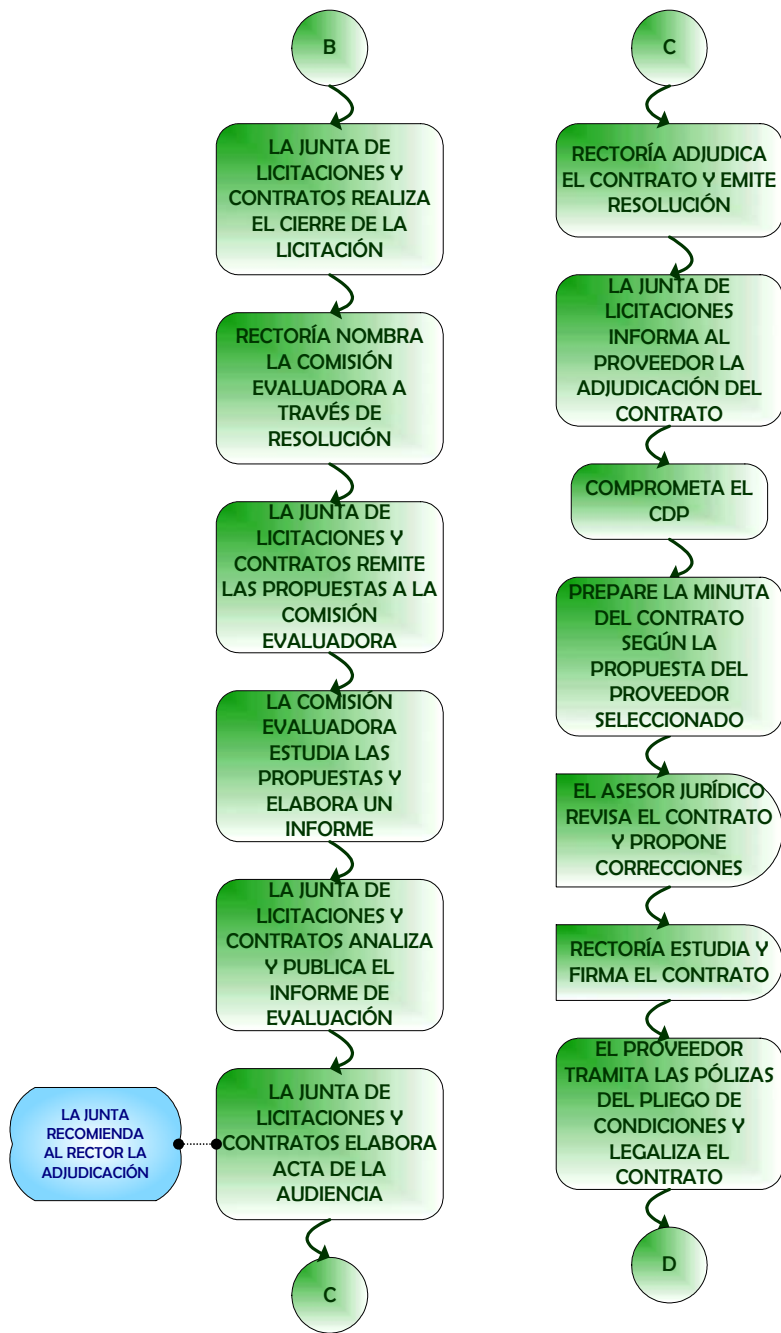 B
LA JUNTA DE
LICITACIONES Y
CONTRATOS REALIZA
EL CIERRE DE LA
LICITACIÓN
RECTORÍA NOMBRA
LA COMISIÓN
EVALUADORA A
TRAVÉS DE
RESOLUCIÓN
LA JUNTA DE
LICITACIONES Y
CONTRATOS REMITE
LAS PROPUESTAS A LA
COMISIÓN
EVALUADORA
LA COMISIÓN
EVALUADORA
ESTUDIA LAS
PROPUESTAS Y
ELABORA UN
INFORME
LA JUNTA DE
LICITACIONES Y
CONTRATOS ANALIZA
Y PUBLICA EL
INFORME DE
EVALUACIÓN
LA JUNTA DE
LICITACIONES Y
CONTRATOS ELABORA
ACTA DE LA
AUDIENCIA
LA JUNTA
RECOMIENDA
AL RECTOR LA
ADJUDICACIÓN
C
C
RECTORÍA ADJUDICA
EL CONTRATO Y EMITE
RESOLUCIÓN
LA JUNTA DE
LICITACIONES
INFORMA AL
PROVEEDOR LA
ADJUDICACIÓN DEL
CONTRATO
COMPROMETA EL
CDP
PREPARE LA MINUTA
DEL CONTRATO
SEGÚN LA
PROPUESTA DEL
PROVEEDOR
SELECCIONADO
EL ASESOR JURÍDICO
REVISA EL CONTRATO
Y PROPONE
CORRECCIONES
RECTORÍA ESTUDIA Y
FIRMA EL CONTRATO
EL PROVEEDOR
TRAMITA LAS PÓLIZAS
DEL PLIEGO DE
CONDICIONES Y
LEGALIZA EL
CONTRATO
D